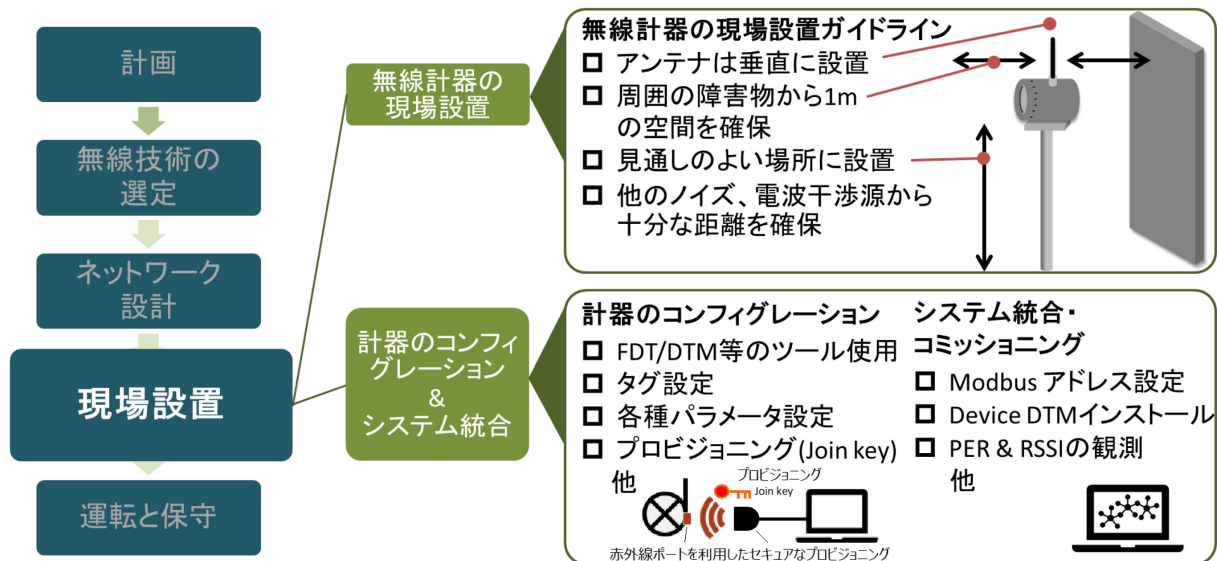 計画
無線技術の
選定
ネットワーク
設計
現場設置
運転と保守
無線計器の
現場設置
計器のコンフィ
グレーション
&
システム統合
無線計器の現場設置ガイドライン
アンテナは垂直に設置
周囲の障害物から1m
の空間を確保
見通しのよい場所に設置
他のノイズ、電波干渉源から
十分な距離を確保
計器のコンフィグレーション
FDT/DTM等のツール使用
タグ設定
各種パラメータ設定
プロビジョニング(Join key)
他
プロビジョニング
Join key
赤外線ポートを利用したセキュアなプロビジョニング
システム統合・
コミッショニング
Modbus アドレス設定
Device DTMインストール
PER & RSSIの観測
他